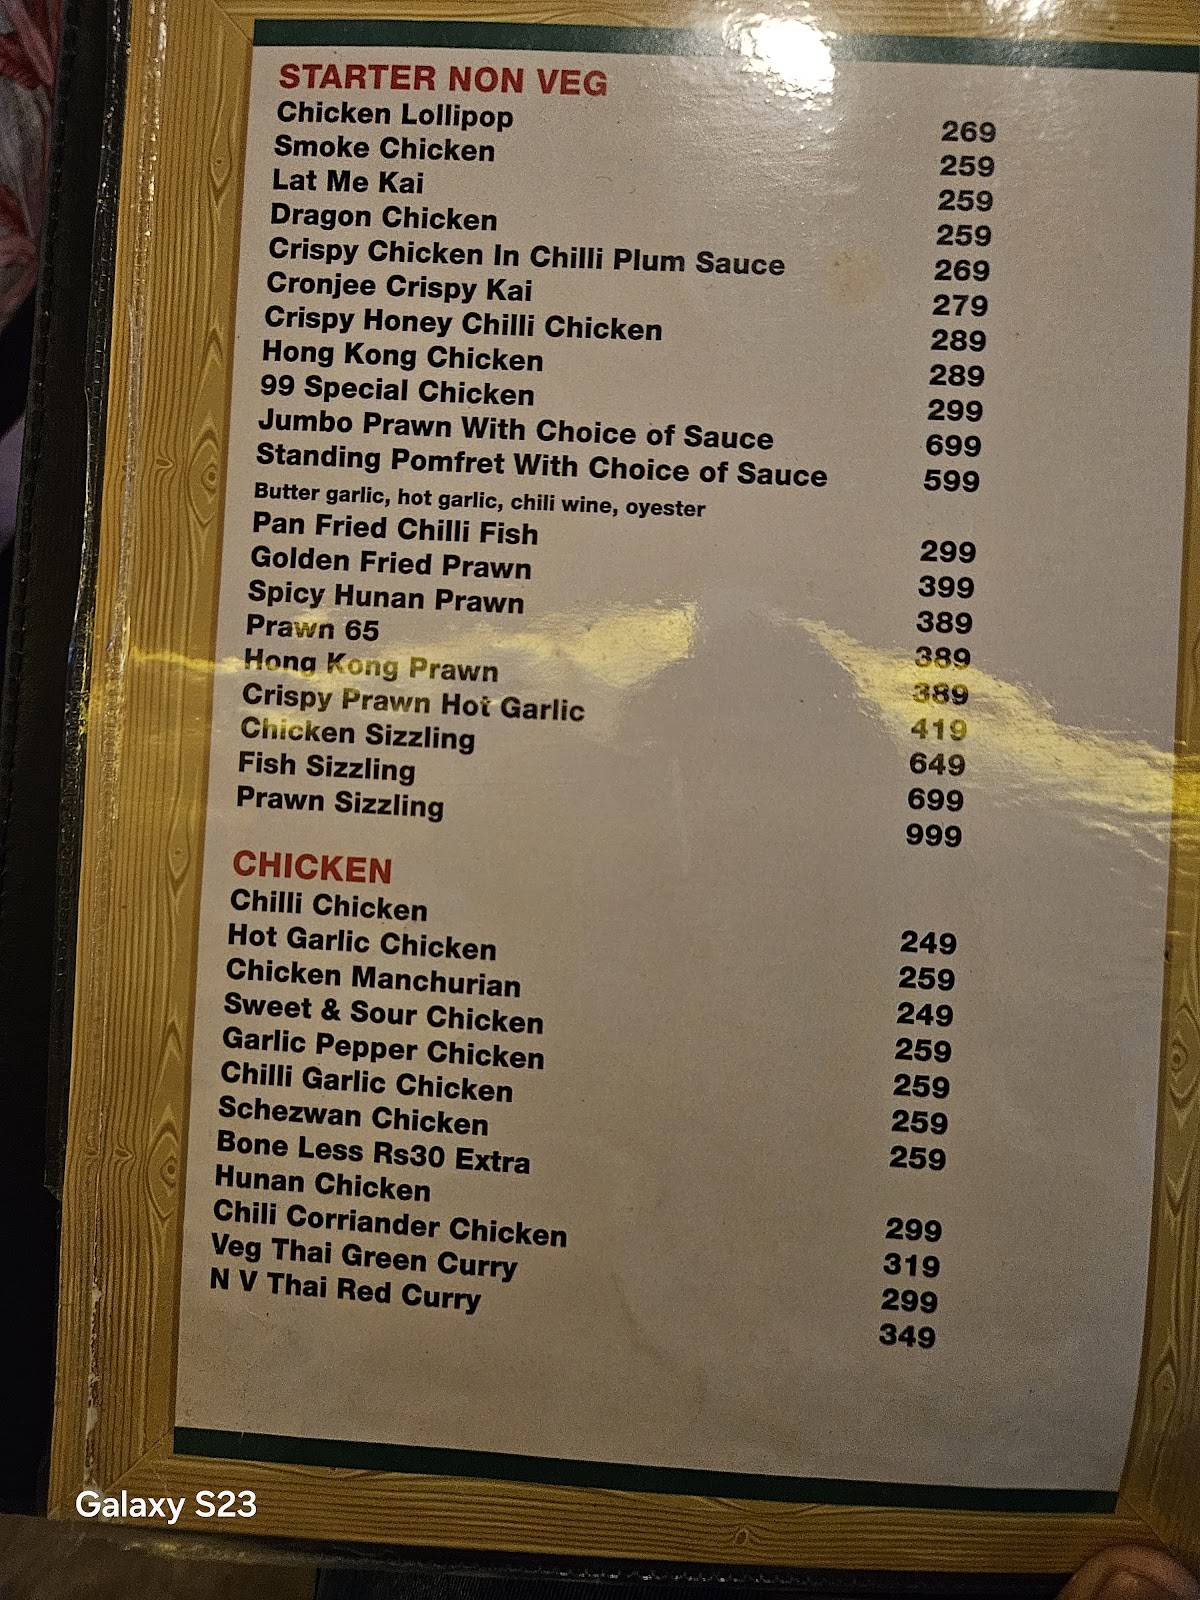 STARTER NON VEG
Chicken Lollipop 269
Smoke Chicken 259
Lat Me Kai 259
Dragon Chicken 259
Crispy Chicken In Chilli Plum Sauce 269
Cronjee Crispy Kai 279
Crispy Honey Chilli Chicken 289
Hong Kong Chicken 289
99 Special Chicken 299
Jumbo Prawn With Choice of Sauce 699
Standing Pomfret With Choice of Sauce 599
Butter garlic, hot garlic, chili wine, oyester
Pan Fried Chilli Fish 299
Golden Fried Prawn 399
Spicy Hunan Prawn 389
Prawn 65 389
Hong Kong Prawn 389
Crispy Prawn Hot Garlic 419
Chicken Sizzling 649
Fish Sizzling 699
Prawn Sizzling 999
CHICKEN
Chilli Chicken 249
Hot Garlic Chicken 259
Chicken Manchurian 249
Sweet & Sour Chicken 259
Garlic Pepper Chicken 259
Chilli Garlic Chicken 259
Schezwan Chicken 259
Bone Less Rs30 Extra
Hunan Chicken 299
Chili Corriander Chicken 319
Veg Thai Green Curry 299
N V Thai Red Curry 349
Galaxy S23